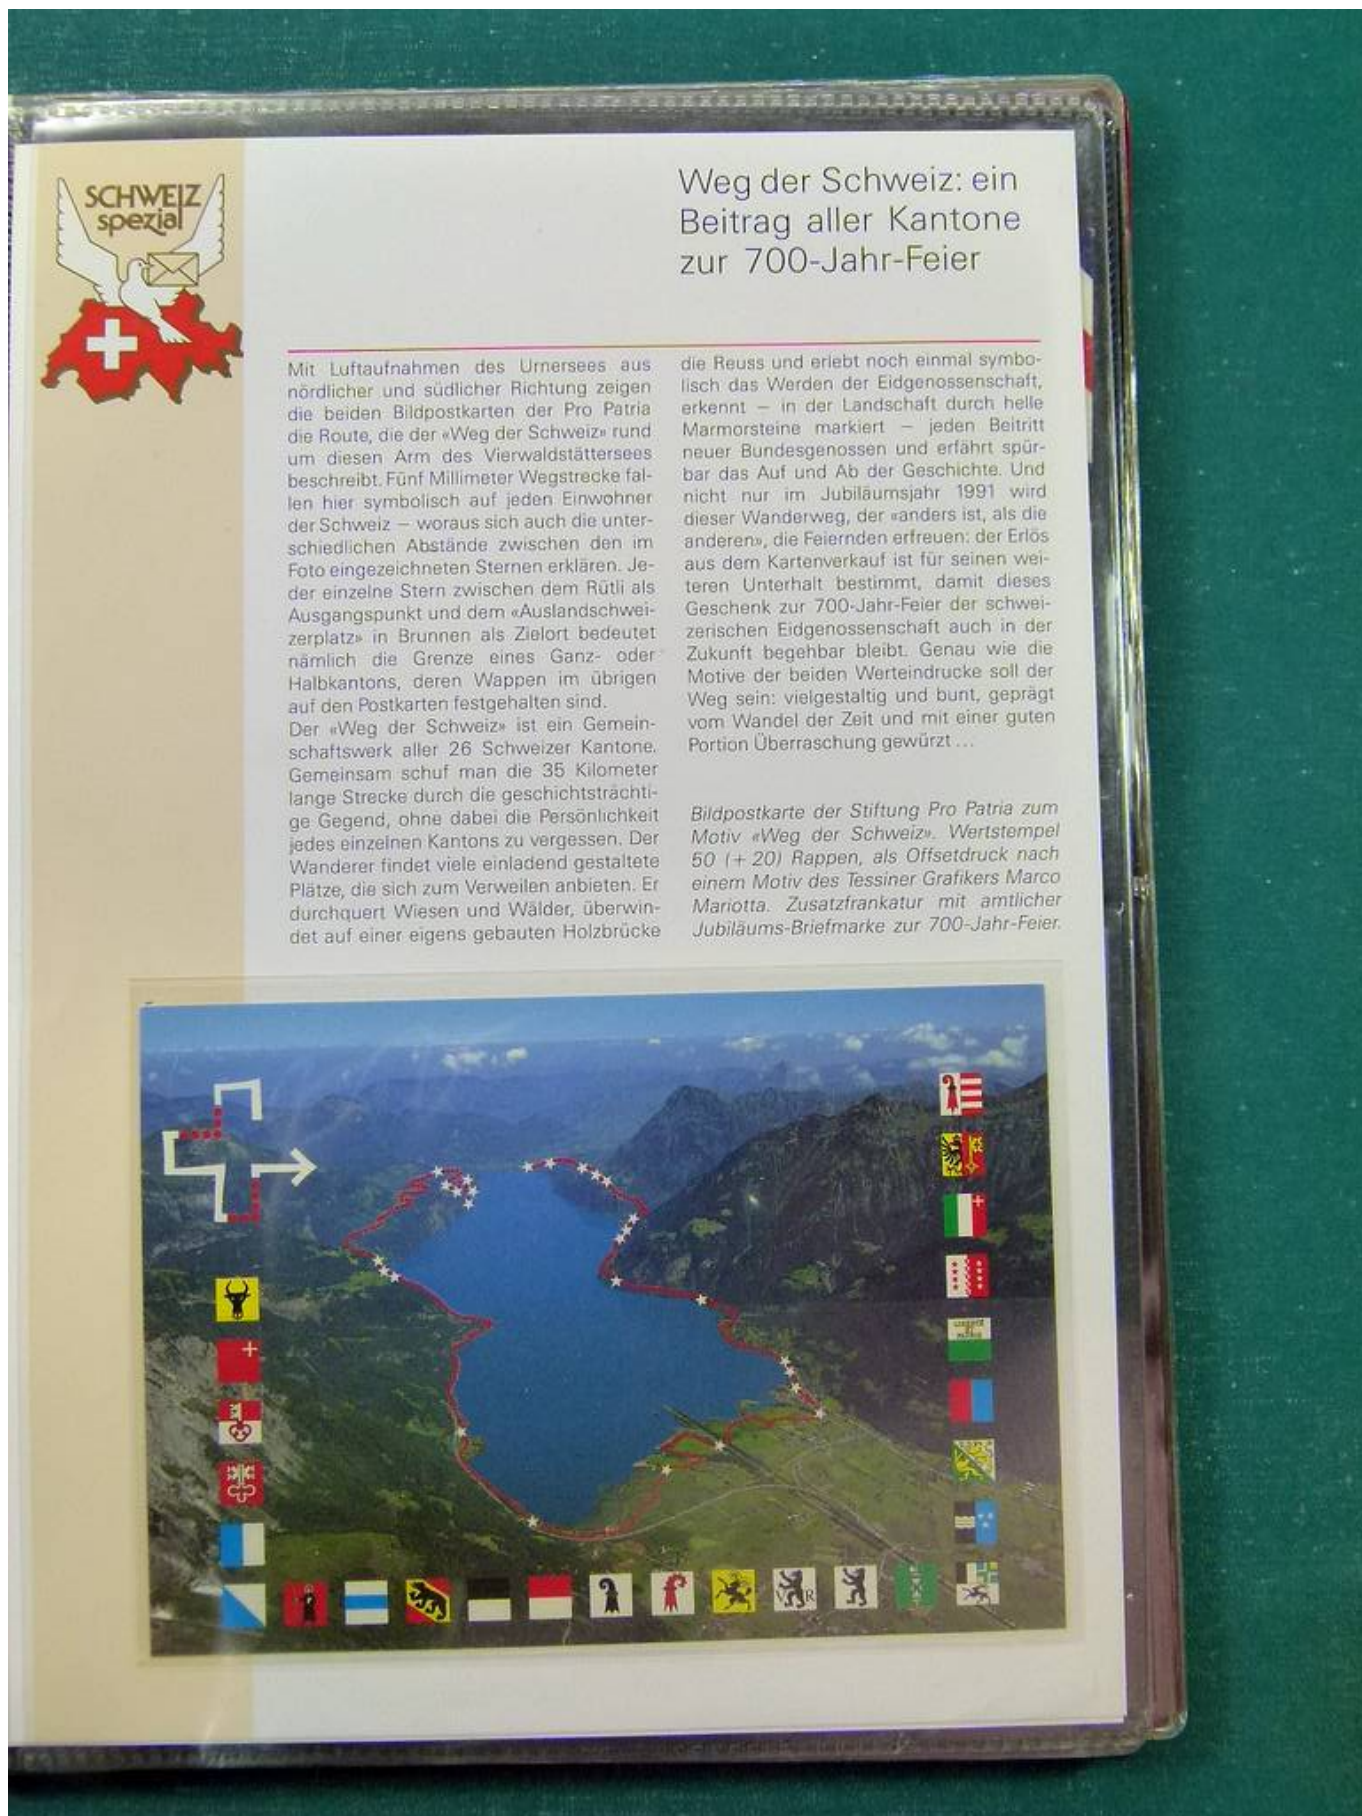 SCHWEIZ
spezial
Weg der Schweiz: ein
Beitrag aller Kantone
zur 700-Jahr-Feier
Mit Luftaufnahmen des Urnersees aus
nördlicher und südlicher Richtung zeigen
die beiden Bildpostkarten der Pro Patria
die Route, die der «Weg der Schweiz» rund
um diesen Arm des Vierwaldstättersees
beschreibt. Fünf Millimeter Wegstrecke fal-
len hier symbolisch auf jeden Einwohner
der Schweiz – woraus sich auch die unter-
schiedlichen Abstände zwischen den im
Foto eingezeichneten Sternen erklären. Je-
der einzelne Stern zwischen dem Rütli als
Ausgangspunkt und dem «Auslandschwei-
zerplatz» in Brunnen als Zielort bedeutet
nämlich die Grenze eines Ganz- oder
Halbkantons, deren Wappen im übrigen
auf den Postkarten festgehalten sind.
Der «Weg der Schweiz» ist ein Gemein-
schaftswerk aller 26 Schweizer Kantone.
Gemeinsam schuf man die 35 Kilometer
lange Strecke durch die geschichtsträchti-
ge Gegend, ohne dabei die Persönlichkeit
jedes einzelnen Kantons zu vergessen. Der
Wanderer findet viele einladend gestaltete
Plätze, die sich zum Verweilen anbieten. Er
durchquert Wiesen und Wälder, überwin-
det auf einer eigens gebauten Holzbrücke
die Reuss und erlebt noch einmal symbo-
lisch das Werden der Eidgenossenschaft,
erkennt – in der Landschaft durch helle
Marmorsteine markiert – jeden Beitritt
neuer Bundesgenossen und erfährt spür-
bar das Auf und Ab der Geschichte. Und
nicht nur im Jubiläumsjahr 1991 wird
dieser Wanderweg, der «anders ist, als die
anderen», die Feiernden erfreuen: der Erlös
aus dem Kartenverkauf ist für seinen wei-
teren Unterhalt bestimmt, damit dieses
Geschenk zur 700-Jahr-Feier der schwei-
zerischen Eidgenossenschaft auch in der
Zukunft begehbar bleibt. Genau wie die
Motive der beiden Werteindrucke soll der
Weg sein: vielgestaltig und bunt, geprägt
vom Wandel der Zeit und mit einer guten
Portion Überraschung gewürzt ...
Bildpostkarte der Stiftung Pro Patria zum
Motiv «Weg der Schweiz». Wertstempel
50 (+ 20) Rappen, als Offsetdruck nach
einem Motiv des Tessiner Grafikers Marco
Mariotta. Zusatzfrankatur mit amtlicher
Jubiläums-Briefmarke zur 700-Jahr-Feier.
V R